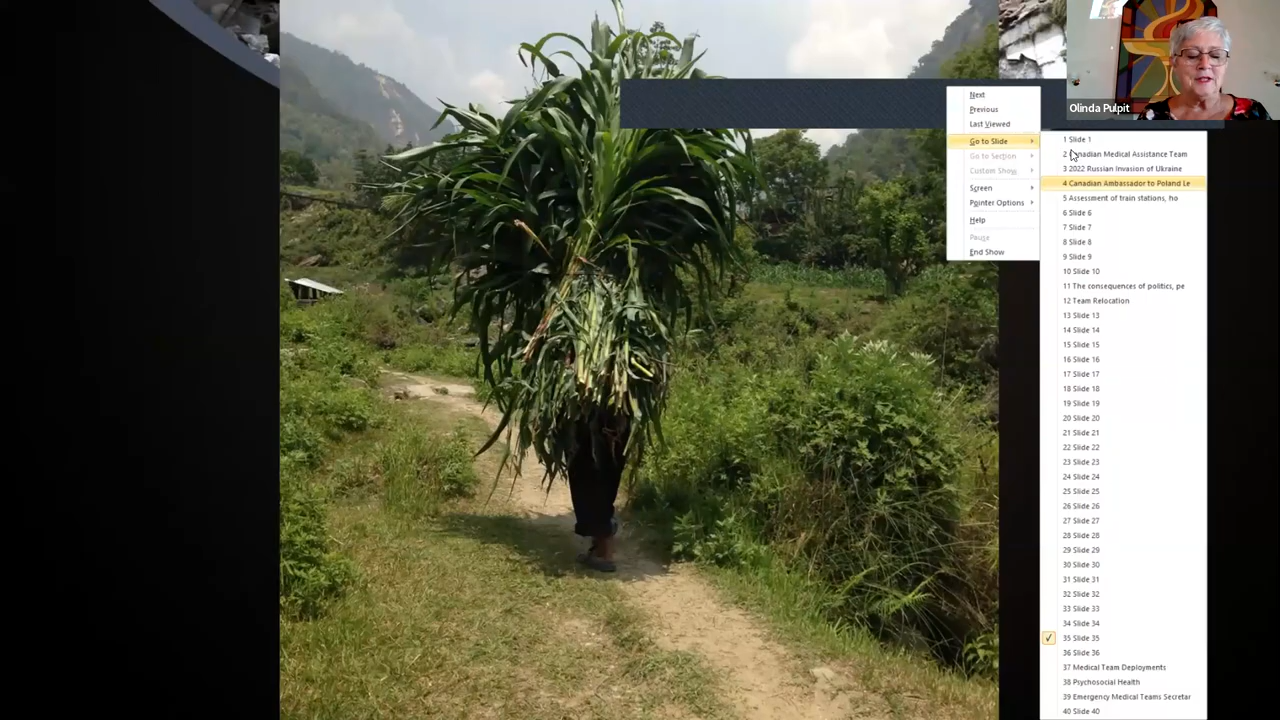 Olinda Pulpit
Next
Previous
Last Viewed
Go to Slide
Go to Section
Custom Show
Screen
Pointer Options
Help
Pause
End Show
1 Slide 1
2 Canadian Medical Assistance Team
3 2022 Russian Invasion of Ukraine
4 Canadian Ambassador to Poland Le
5 Assessment of train stations, ho
6 Slide 6
7 Slide 7
8 Slide 8
9 Slide 9
10 Slide 10
11 The consequences of politics, pe
12 Team Relocation
13 Slide 13
14 Slide 14
15 Slide 15
16 Slide 16
17 Slide 17
18 Slide 18
19 Slide 19
20 Slide 20
21 Slide 21
22 Slide 22
23 Slide 23
24 Slide 24
25 Slide 25
26 Slide 26
27 Slide 27
28 Slide 28
29 Slide 29
30 Slide 30
31 Slide 31
32 Slide 32
33 Slide 33
34 Slide 34
35 Slide 35
36 Slide 36
37 Medical Team Deployments
38 Psychosocial Health
39 Emergency Medical Teams Secretar
40 Slide 40